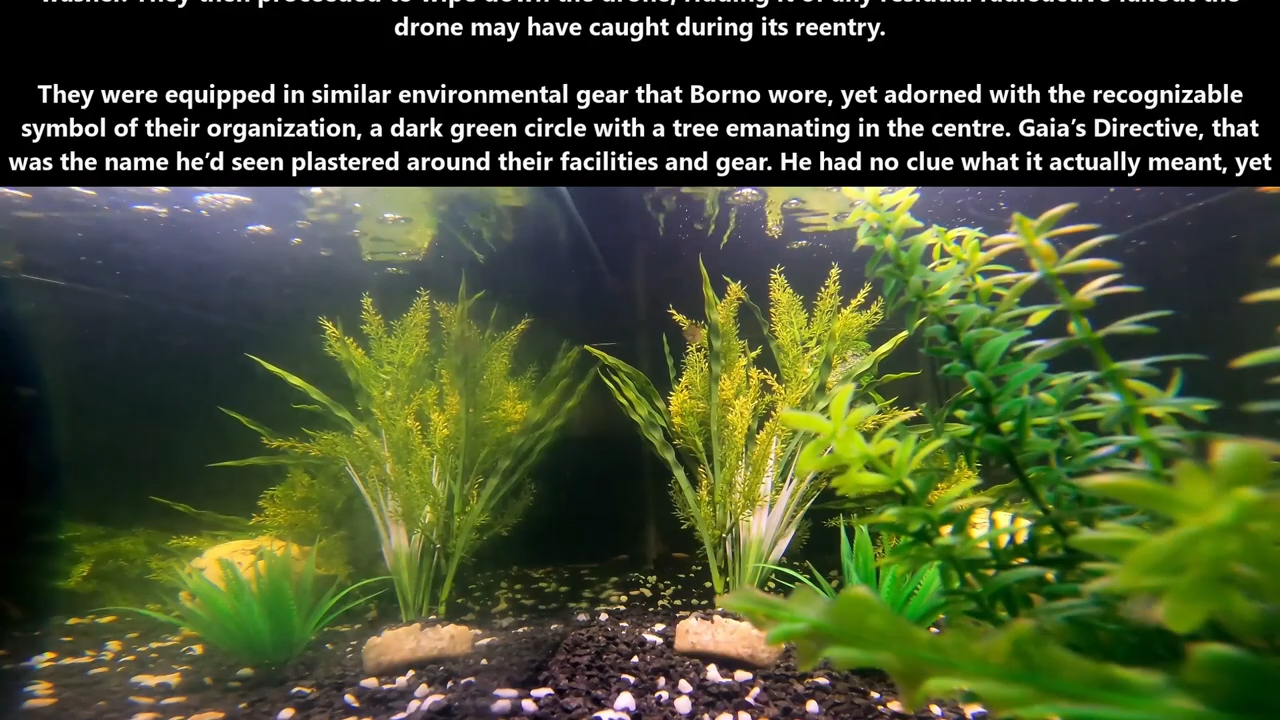 drone may have caught during its reentry.
They were equipped in similar environmental gear that Borno wore, yet adorned with the recognizable
symbol of their organization, a dark green circle with a tree emanating in the centre. Gaia's Directive, that
was the name he'd seen plastered around their facilities and gear. He had no clue what it actually meant, yet